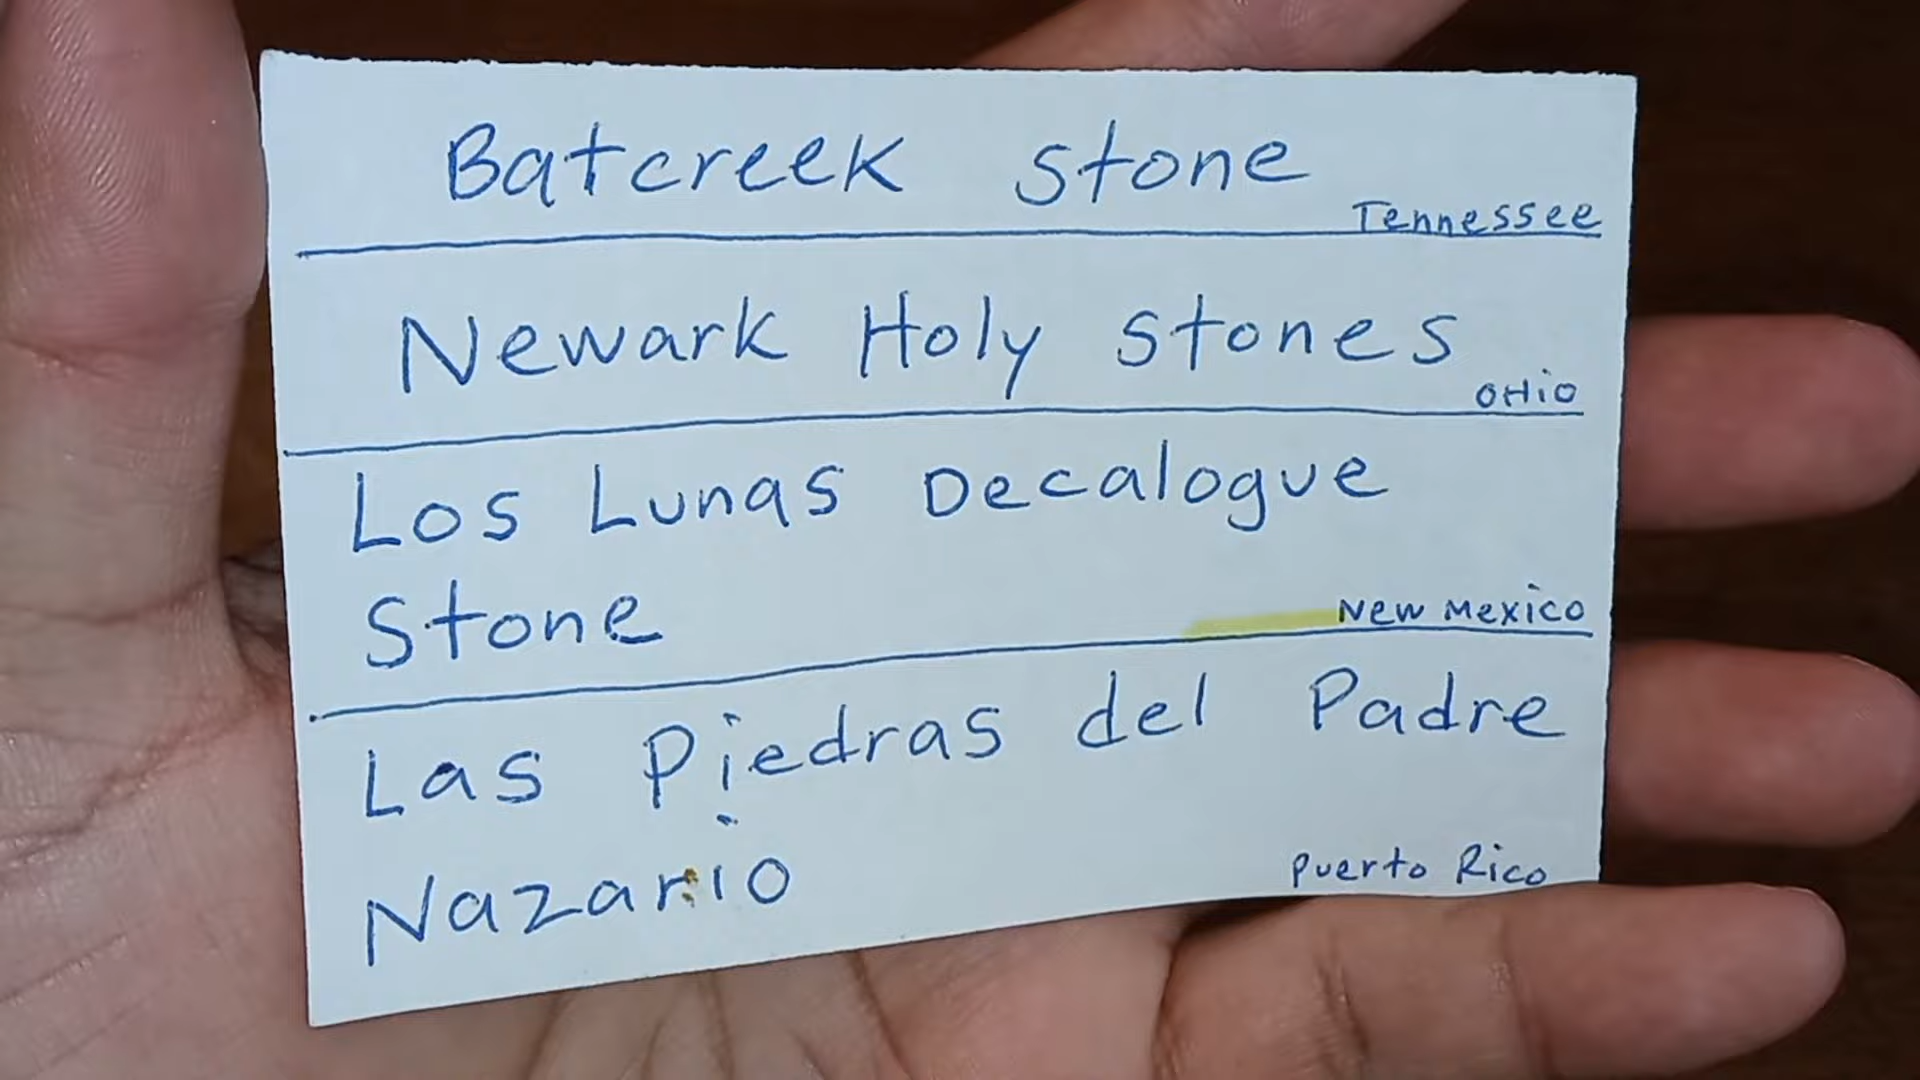 Batcreek stone
Tennessee
Newark Holy stones
OHio
Los Lunas Decalogue
Stone
New Mexico
Las Piedras del Padre
Nazario
Puerto Rico